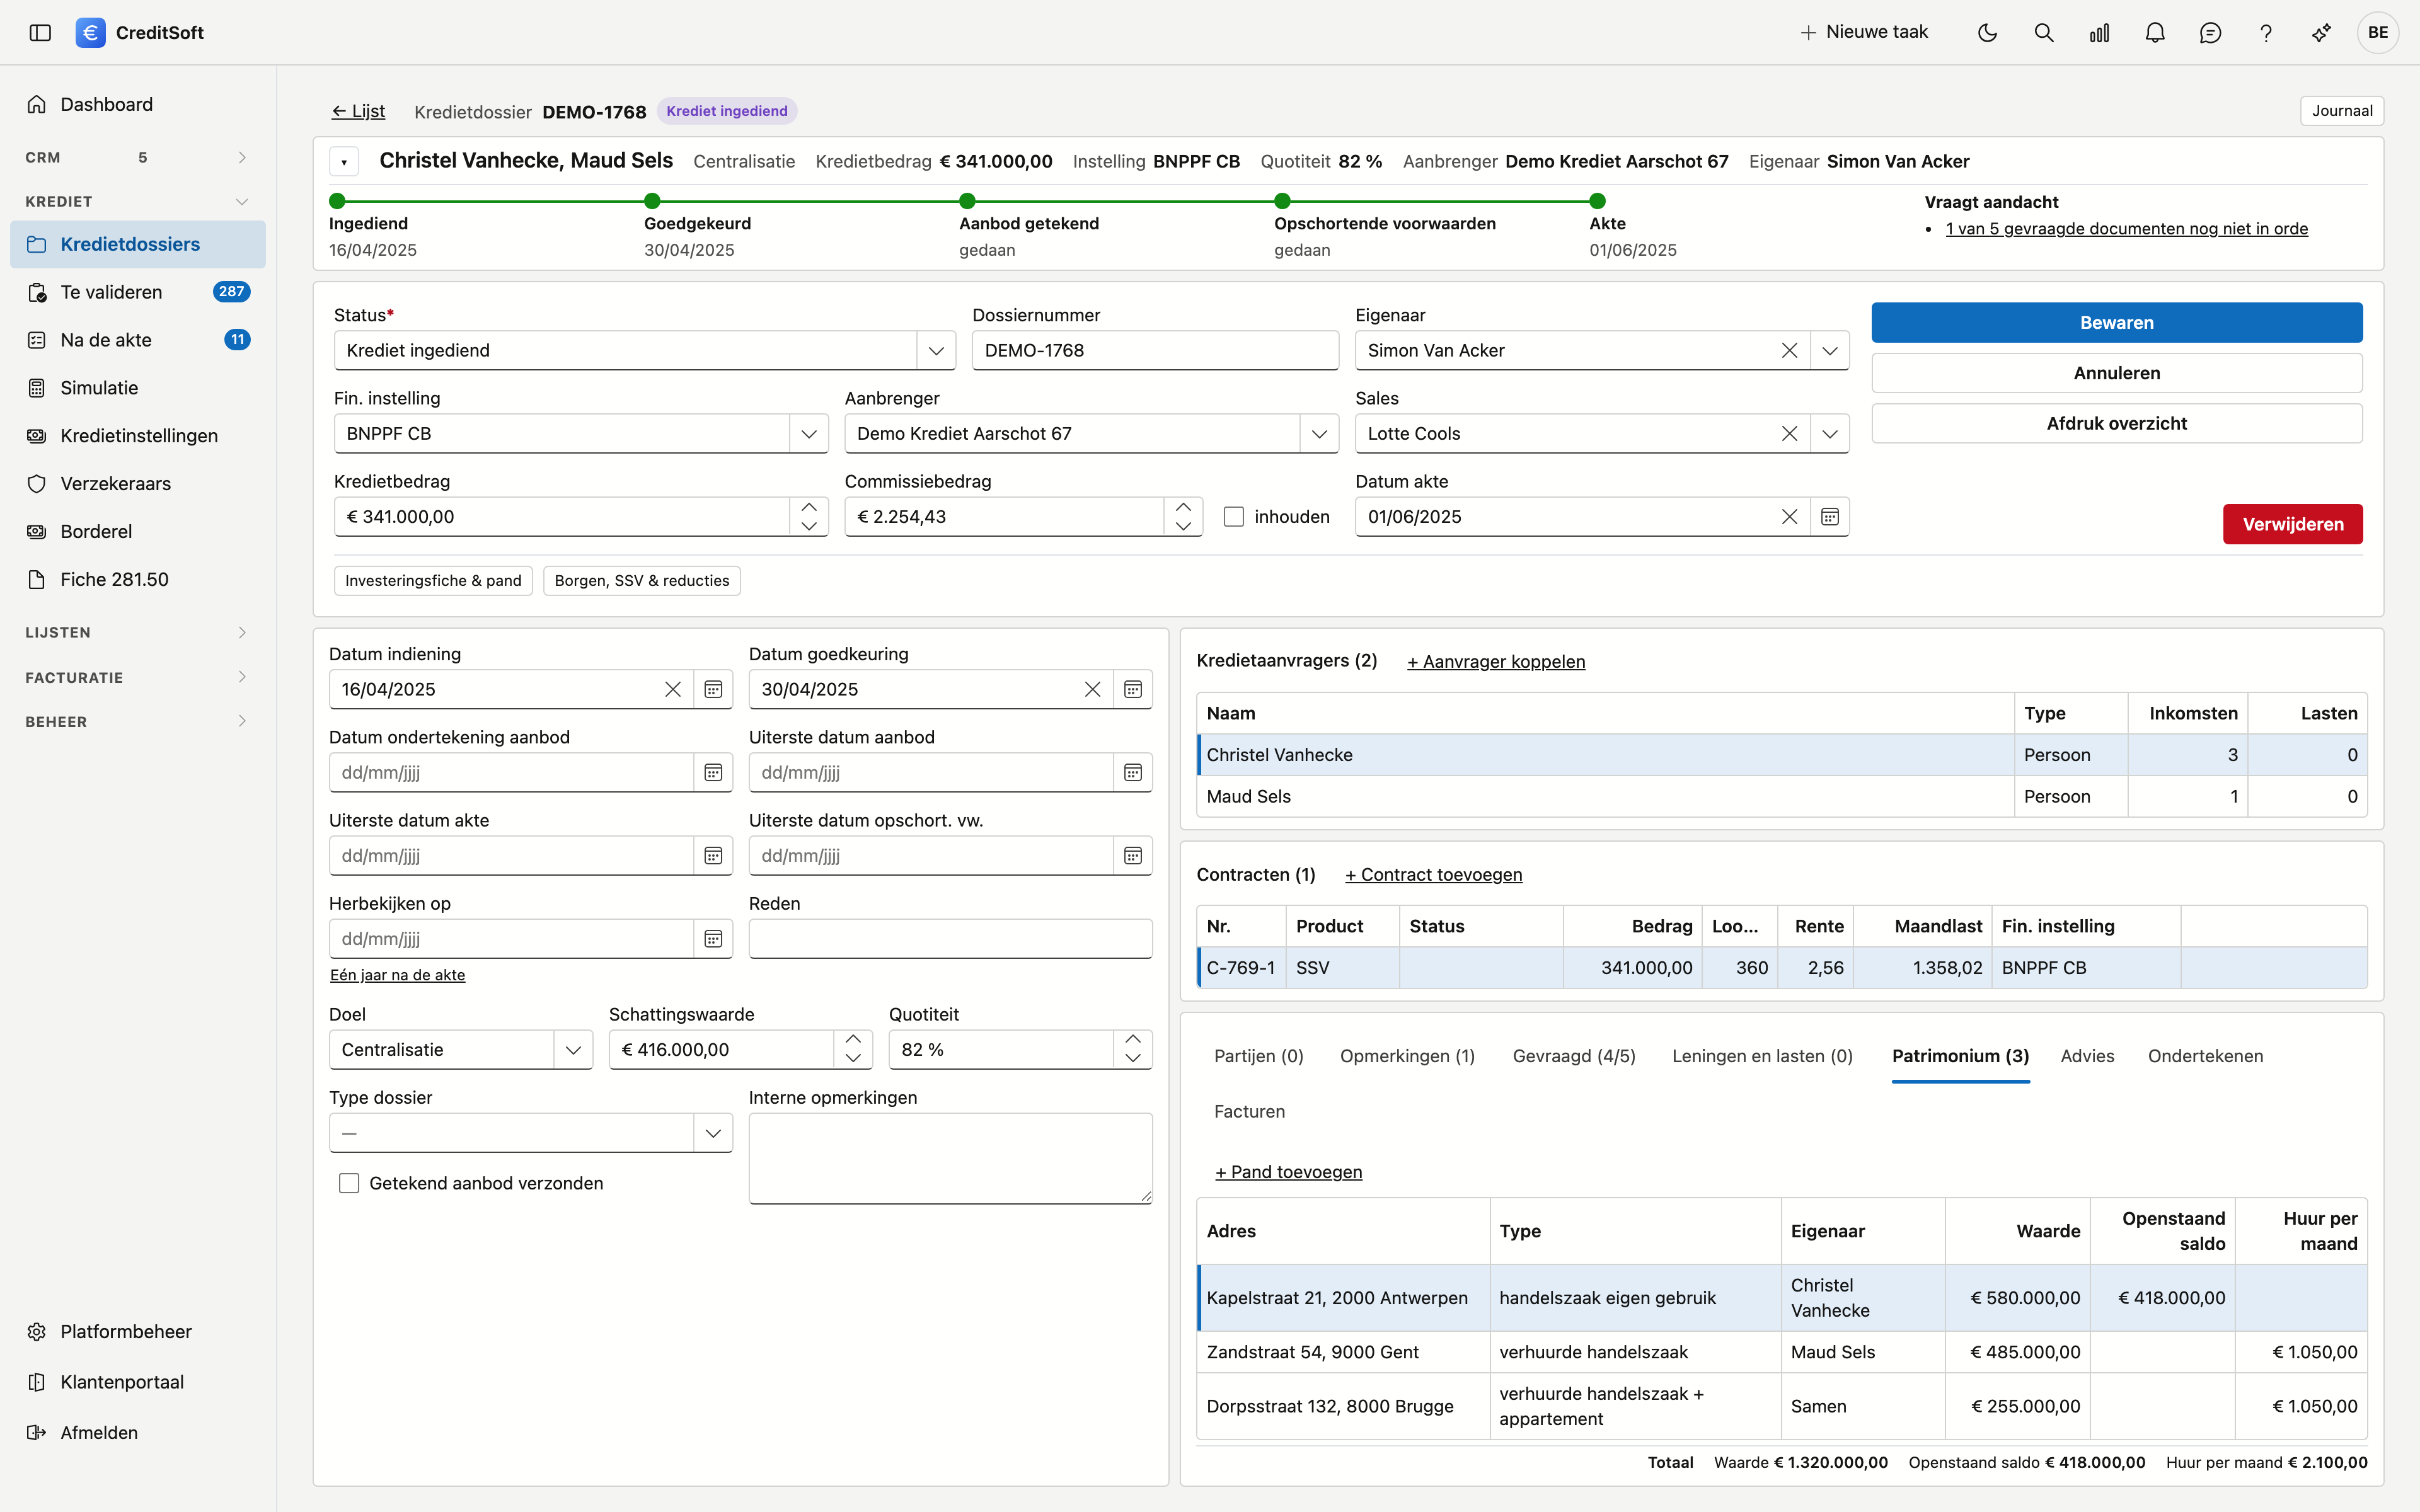 CreditSoft
Nieuwe taak
BE
Dashboard
CRM 5
KREDIET
Kredietdossiers
Te valideren 287
Na de akte 11
Simulatie
Kredietinstellingen
Verzekeraars
Borderel
Fiche 281.50
LIJSTEN
FACTURATIE
BEHEER
Platformbeheer
Klantenportaal
Afmelden
← Lijst Kredietdossier DEMO-1768 Krediet ingediend Journaal
Christel Vanhecke, Maud Sels Centralisatie Kredietbedrag € 341.000,00 Instelling BNPPF CB Quotiteit 82 % Aanbrenger Demo Krediet Aarschot 67 Eigenaar Simon Van Acker
Ingediend Goedgekeurd Aanbod getekend Opschortende voorwaarden Akte
16/04/2025 30/04/2025 gedaan gedaan 01/06/2025
Vraagt aandacht
• 1 van 5 gevraagde documenten nog niet in orde
Status* Dossiernummer Eigenaar
Krediet ingediend DEMO-1768 Simon Van Acker
Fin. instelling Aanbrenger Sales
BNPPF CB Demo Krediet Aarschot 67 Lotte Cools
Kredietbedrag Commissiebedrag Datum akte
€ 341.000,00 € 2.254,43 inhouden 01/06/2025
Bewaren
Annuleren
Afdruk overzicht
Verwijderen
Investeringsfiche & pand Borgen, SSV & reducties
Datum indiening Datum goedkeuring
16/04/2025 30/04/2025
Datum ondertekening aanbod Uiterste datum aanbod
dd/mm/jjjj dd/mm/jjjj
Uiterste datum akte Uiterste datum opschort. vw.
dd/mm/jjjj dd/mm/jjjj
Herbekijken op Reden
dd/mm/jjjj
Eén jaar na de akte
Doel Schattingswaarde Quotiteit
Centralisatie € 416.000,00 82 %
Type dossier Interne opmerkingen
—
Getekend aanbod verzonden
Kredietaanvragers (2) + Aanvrager koppelen
Naam Type Inkomsten Lasten
Christel Vanhecke Persoon 3 0
Maud Sels Persoon 1 0
Contracten (1) + Contract toevoegen
Nr. Product Status Bedrag Loo... Rente Maandlast Fin. instelling
C-769-1 SSV 341.000,00 360 2,56 1.358,02 BNPPF CB
Partijen (0) Opmerkingen (1) Gevraagd (4/5) Leningen en lasten (0) Patrimonium (3) Advies Ondertekenen
Facturen
+ Pand toevoegen
Adres Type Eigenaar Waarde Openstaand saldo Huur per maand
Kapelstraat 21, 2000 Antwerpen handelszaak eigen gebruik Christel Vanhecke € 580.000,00 € 418.000,00
Zandstraat 54, 9000 Gent verhuurde handelszaak Maud Sels € 485.000,00 € 1.050,00
Dorpsstraat 132, 8000 Brugge verhuurde handelszaak + appartement Samen € 255.000,00 € 1.050,00
Totaal Waarde € 1.320.000,00 Openstaand saldo € 418.000,00 Huur per maand € 2.100,00